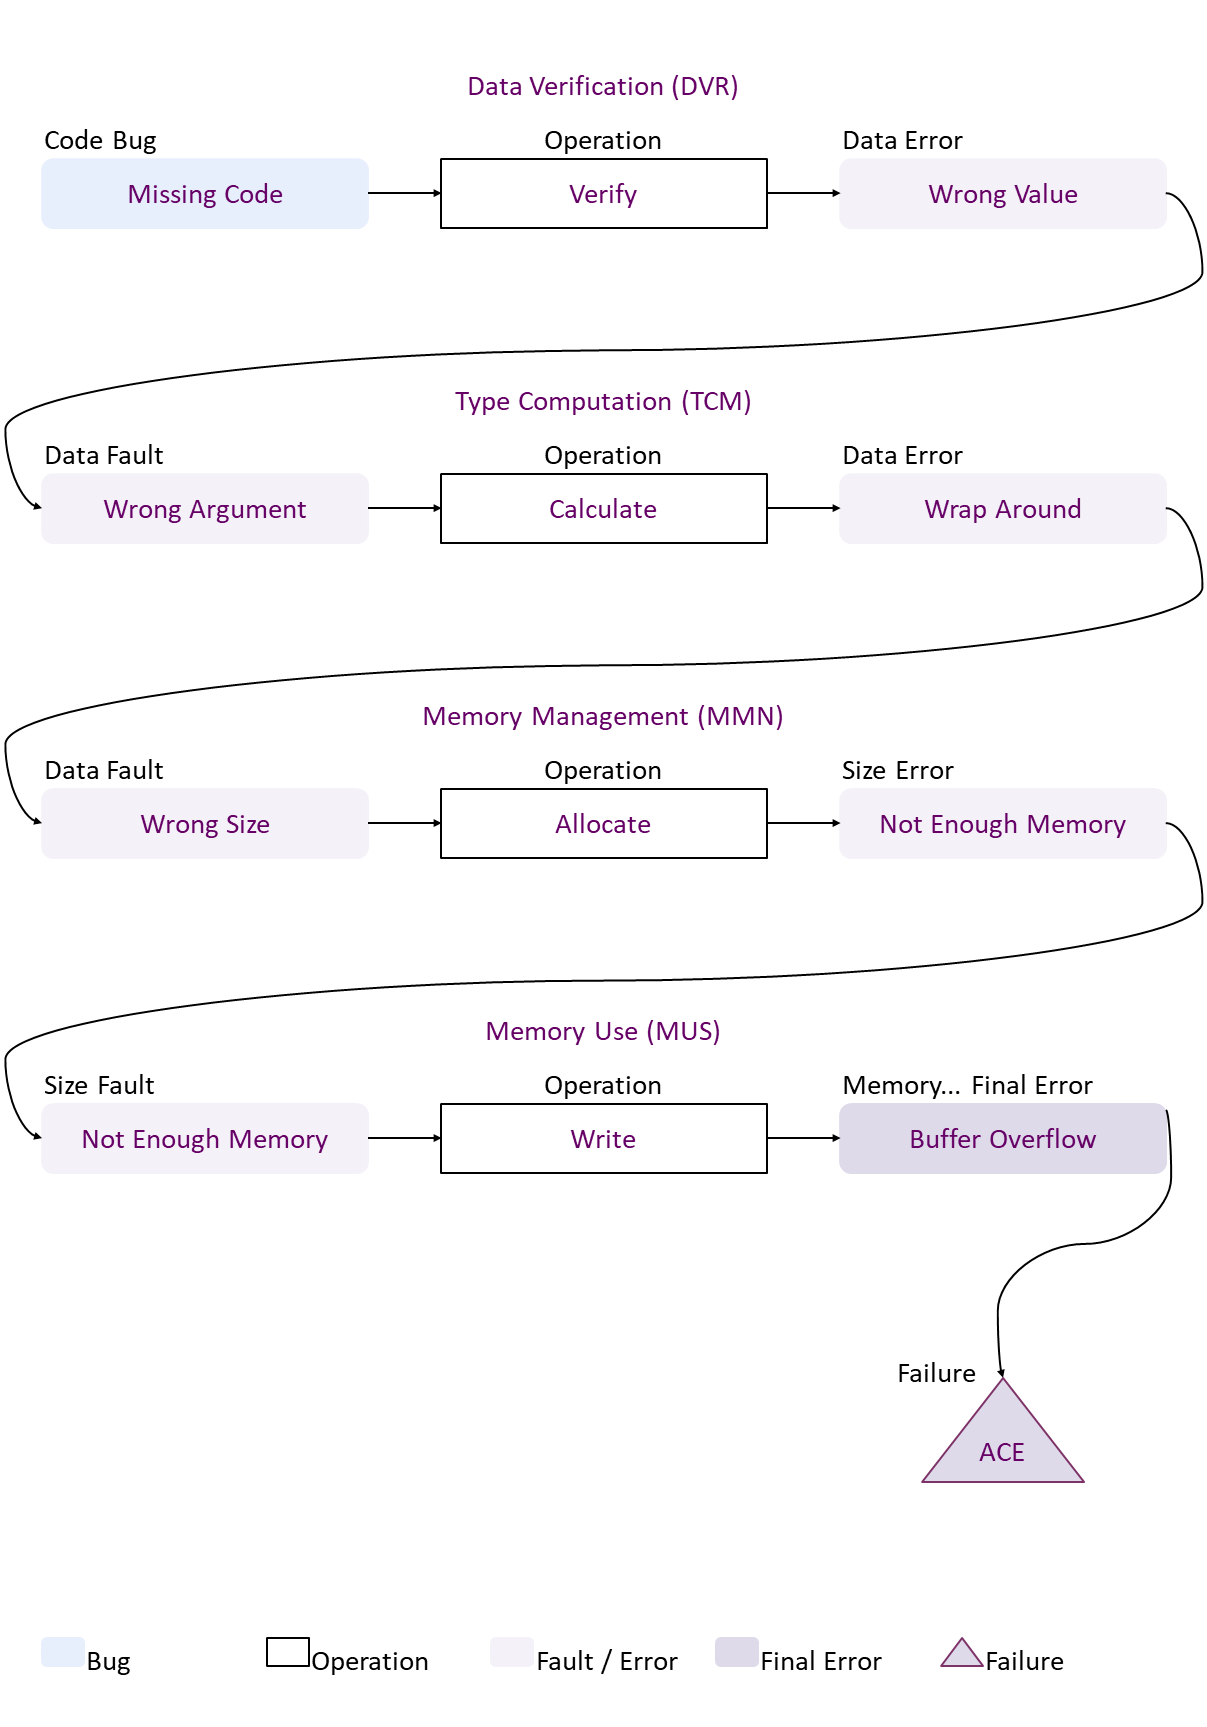 Data Verification (DVR)
Code Bug
Operation
Data Error
Missing Code
Verify
Wrong Value
Type Computation (TCM)
Data Fault
Operation
Data Error
Wrong Argument
Calculate
Wrap Around
Memory Management (MMN)
Data Fault
Operation
Size Error
Wrong Size
Allocate
Not Enough Memory
Memory Use (MUS)
Size Fault
Operation
Memory... Final Error
Not Enough Memory
Write
Buffer Overflow
Failure
ACE
Bug
Operation
Fault / Error
Final Error
Failure